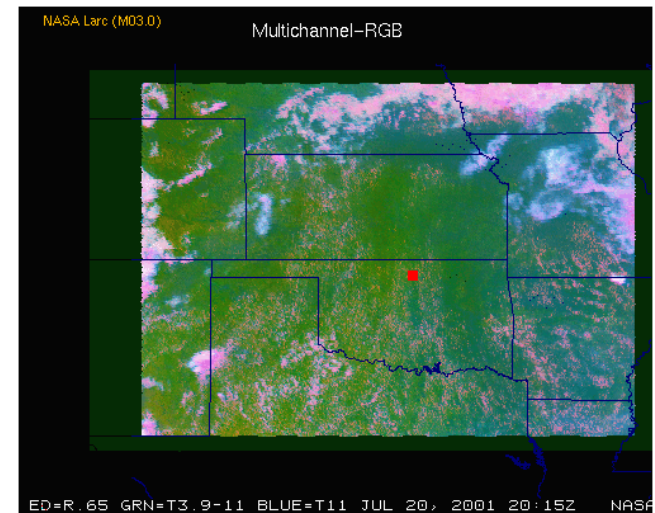 NASA Larc (M03.0)
Multichannel-RGB
ED=R.65 GRN=T3.9-11 BLUE=T11 JUL 20, 2001 20:15Z NASA